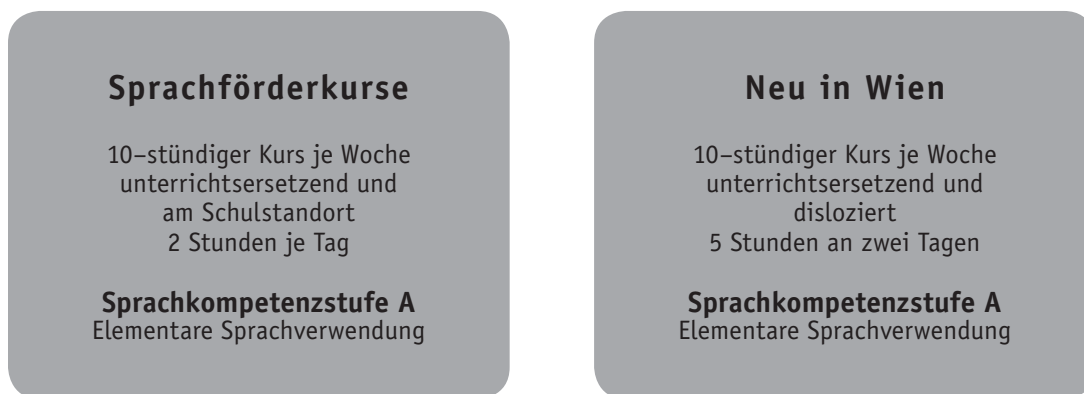 Sprachförderkurse
10–stündiger Kurs je Woche
unterrichtsersetzend und
am Schulstandort
2 Stunden je Tag
Sprachkompetenzstufe A
Elementare Sprachverwendung
Neu in Wien
10–stündiger Kurs je Woche
unterrichtsersetzend und
disloziert
5 Stunden an zwei Tagen
Sprachkompetenzstufe A
Elementare Sprachverwendung